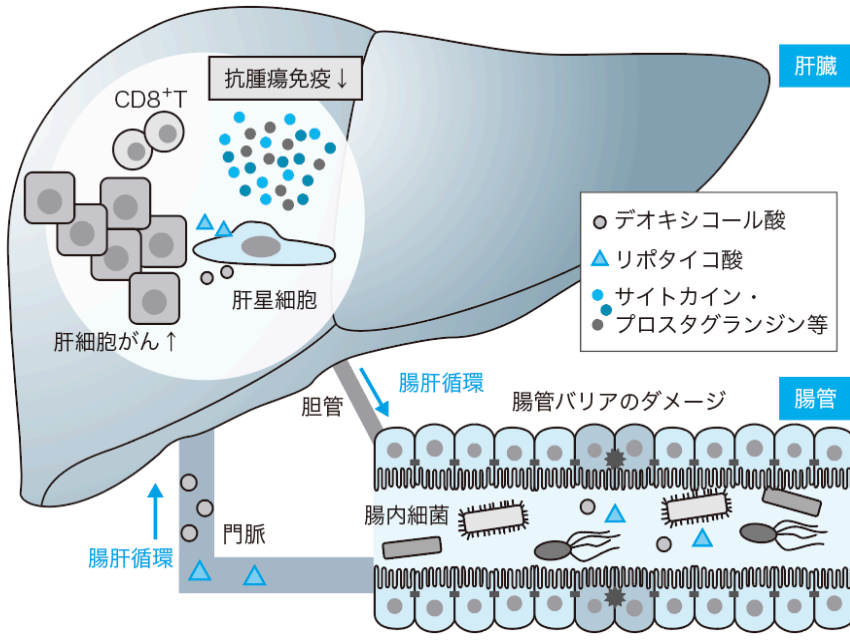 肝臓
抗腫瘍免疫↓
CD8⁺T
デオキシコール酸
リポタイコ酸
サイトカイン・
プロスタグランジン等
肝星細胞
肝細胞がん↑
腸肝循環
胆管
腸管バリアのダメージ
腸管
腸内細菌
門脈
腸肝循環